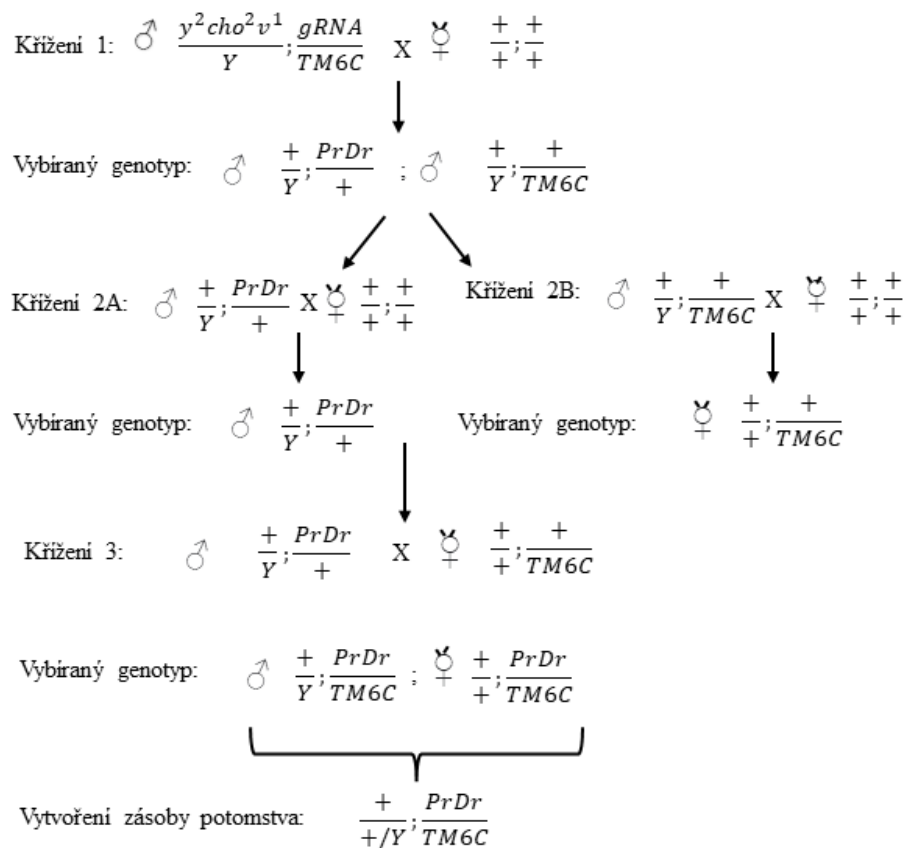 Křížení 1: ♂ y²cho²v¹/Y ; gRNA/TM6C X ☿ +/+ ; +/+
Vybíraný genotyp: ♂ +/Y ; PrDr/+ ; ♂ +/Y ; +/TM6C
Křížení 2A: ♂ +/Y ; PrDr/+ X ☿ +/+ ; +/+ Křížení 2B: ♂ +/Y ; +/TM6C X ☿ +/+ ; +/+
Vybíraný genotyp: ♂ +/Y ; PrDr/+ Vybíraný genotyp: ☿ +/+ ; +/TM6C
Křížení 3: ♂ +/Y ; PrDr/+ X ☿ +/+ ; +/TM6C
Vybíraný genotyp: ♂ +/Y ; PrDr/TM6C ; ☿ +/+ ; PrDr/TM6C
Vytvoření zásoby potomstva: +/+/Y ; PrDr/TM6C